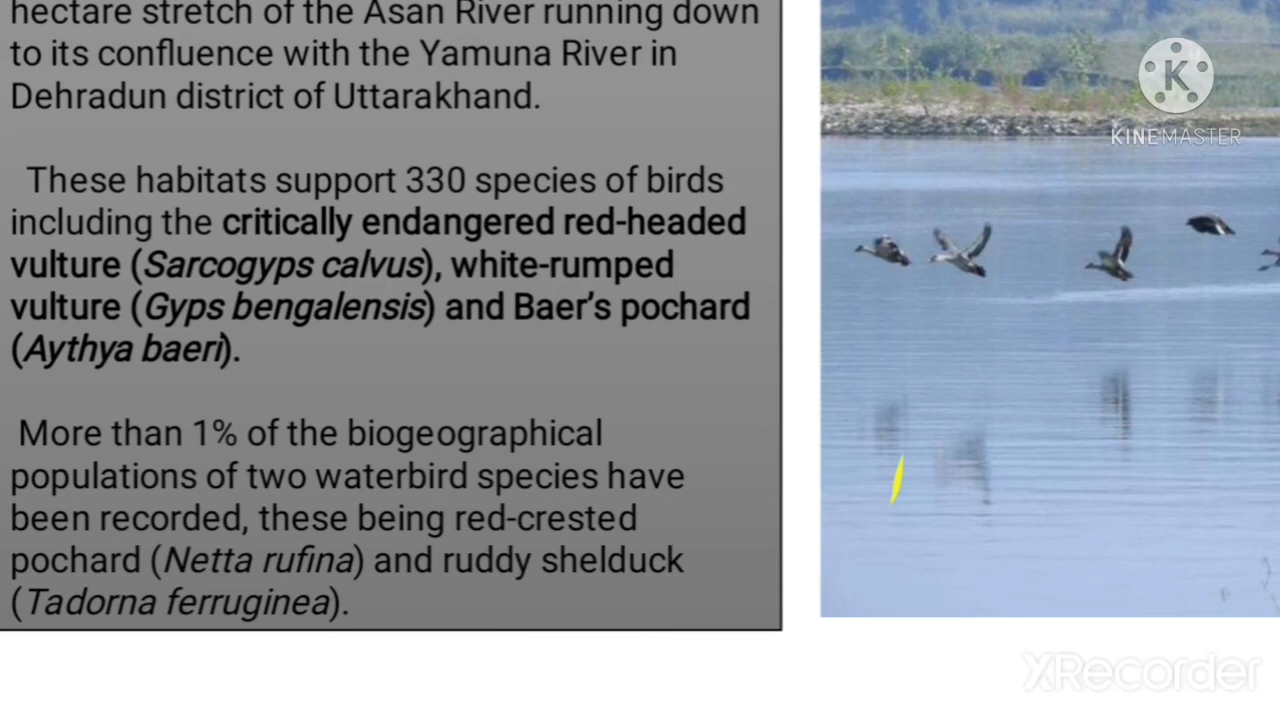 hectare stretch of the Asan River running down
to its confluence with the Yamuna River in
Dehradun district of Uttarakhand.
These habitats support 330 species of birds
including the critically endangered red-headed
vulture (Sarcogyps calvus), white-rumped
vulture (Gyps bengalensis) and Baer’s pochard
(Aythya baeri).
More than 1% of the biogeographical
populations of two waterbird species have
been recorded, these being red-crested
pochard (Netta rufina) and ruddy shelduck
(Tadorna ferruginea).
K
KINEMASTER
XRecorder